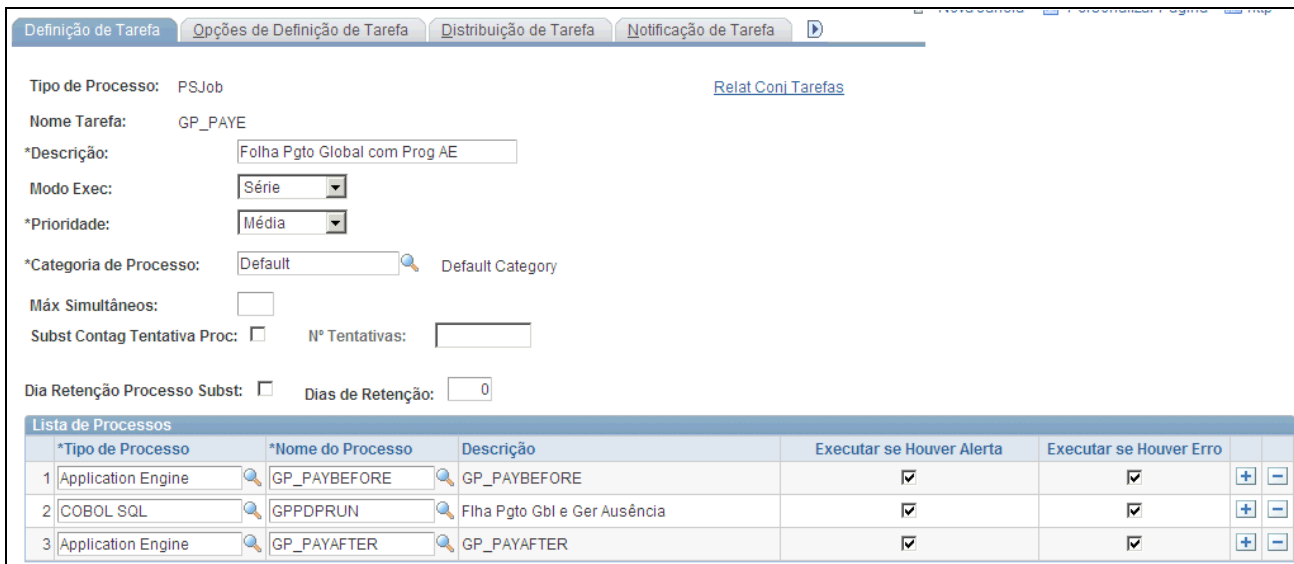 Definição de Tarefa Opções de Definição de Tarefa Distribuição de Tarefa Notificação de Tarefa
Tipo de Processo: PSJob Relat Conj Tarefas
Nome Tarefa: GP_PAYE
*Descrição: Folha Pgto Global com Prog AE
Modo Exec: Série
*Prioridade: Média
*Categoria de Processo: Default Default Category
Máx Simultâneos:
Subst Contag Tentativa Proc: Nº Tentativas:
Dia Retenção Processo Subst: Dias de Retenção: 0
Lista de Processos
*Tipo de Processo *Nome do Processo Descrição Executar se Houver Alerta Executar se Houver Erro
1 Application Engine GP_PAYBEFORE GP_PAYBEFORE
2 COBOL SQL GPPDPRUN Flha Pgto Gbl e Ger Ausência
3 Application Engine GP_PAYAFTER GP_PAYAFTER